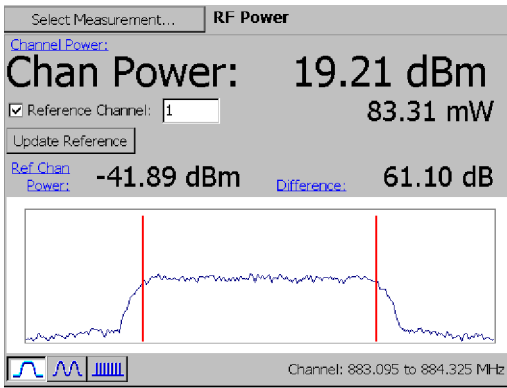 Select Measurement... RF Power
Channel Power:
Chan Power: 19.21 dBm
Reference Channel: 1 83.31 mW
Update Reference
Ref Chan Power: -41.89 dBm Difference: 61.10 dB
Channel: 883.095 to 884.325 MHz